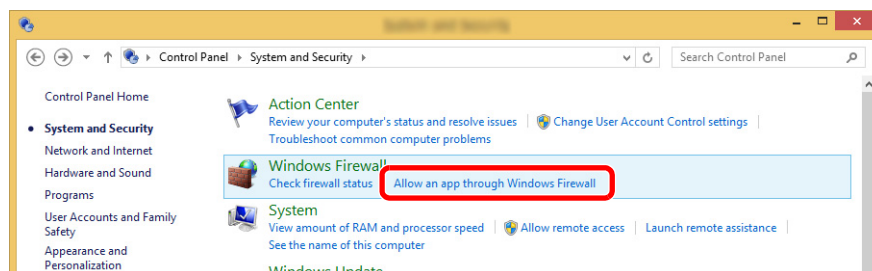 Control Panel ▸ System and Security ▸
Search Control Panel
Control Panel Home
System and Security
Network and Internet
Hardware and Sound
Programs
User Accounts and Family
Safety
Appearance and
Personalization
Action Center
Review your computer's status and resolve issues
Change User Account Control settings
Troubleshoot common computer problems
Windows Firewall
Check firewall status
Allow an app through Windows Firewall
System
View amount of RAM and processor speed
Allow remote access
Launch remote assistance
See the name of this computer
Windows Update